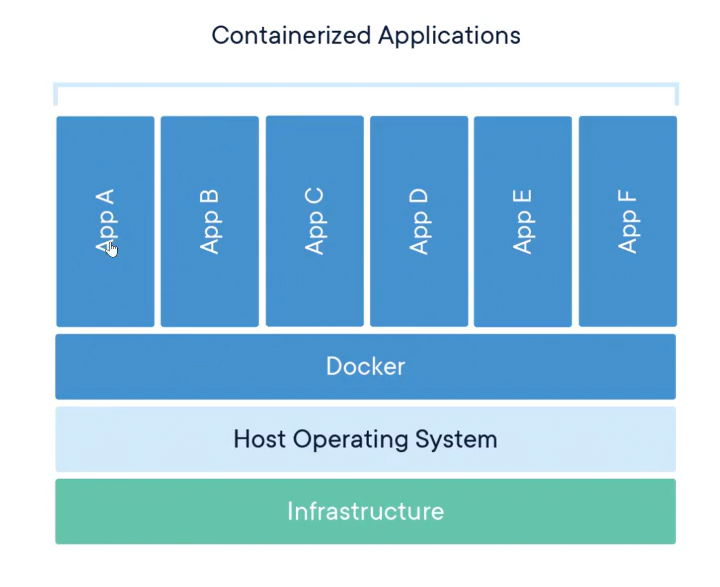 Containerized Applications
App A
App B
App C
App D
App E
App F
Docker
Host Operating System
Infrastructure